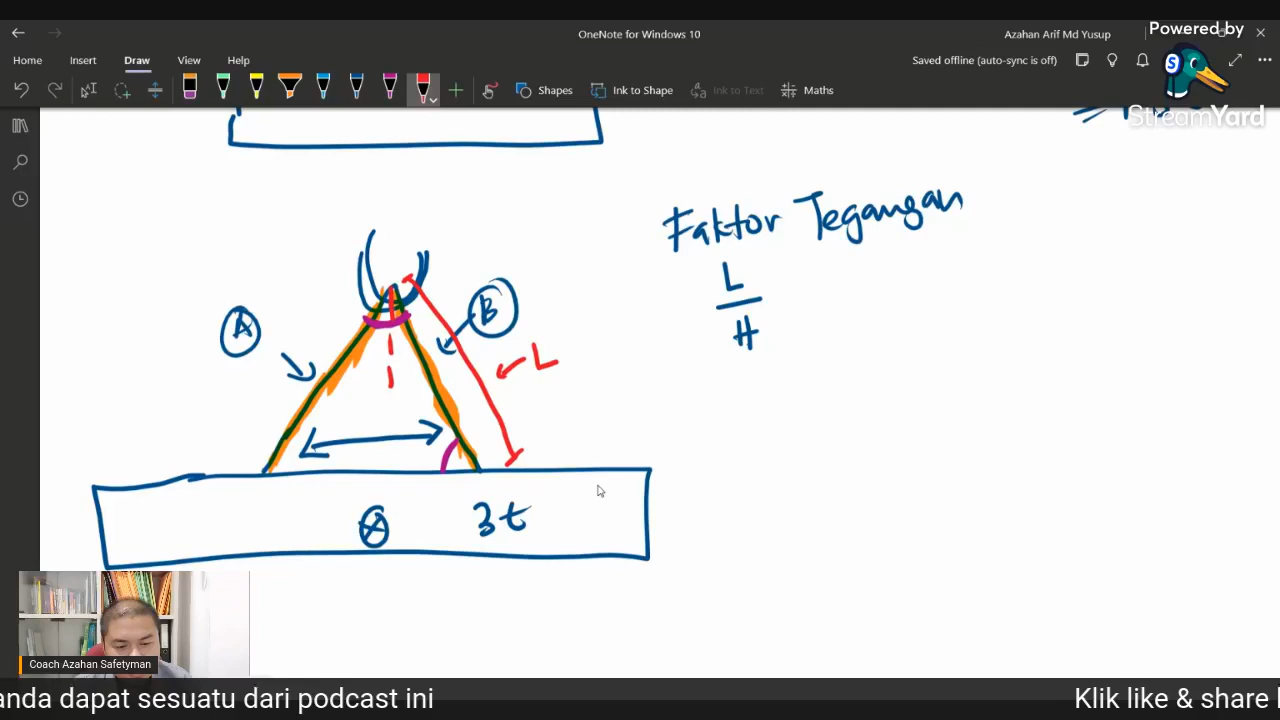 Powered by
StreamYard
OneNote for Windows 10
Azahan Arif Md Yusup
Home Insert Draw View Help
Saved offline (auto-sync is off)
Shapes Ink to Shape Ink to Text Maths
Faktor Tegangan
L
H
A
B
L
3t
Coach Azahan Safetyman
anda dapat sesuatu dari podcast ini
Klik like & share